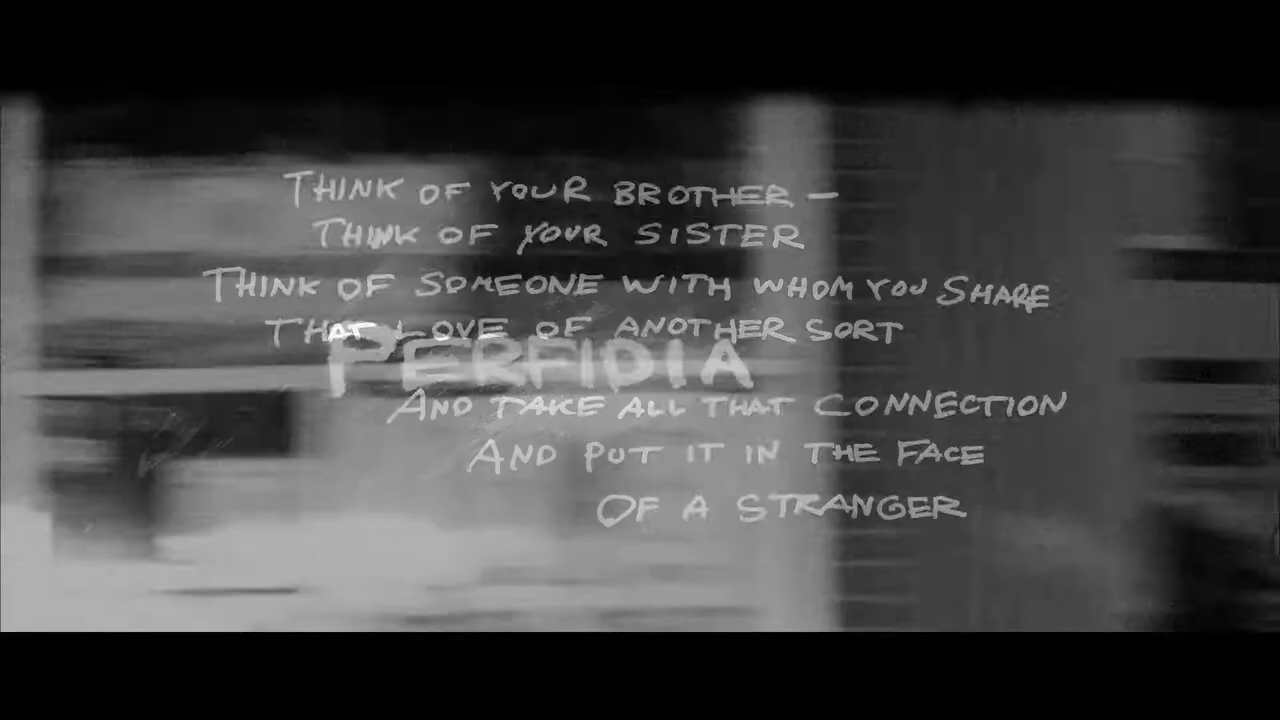 THINK OF YOUR BROTHER —
THINK OF YOUR SISTER
THINK OF SOMEONE WITH WHOM YOU SHARE
THAT LOVE OF ANOTHER SORT
PERFIDIA
AND TAKE ALL THAT CONNECTION
AND PUT IT IN THE FACE
OF A STRANGER